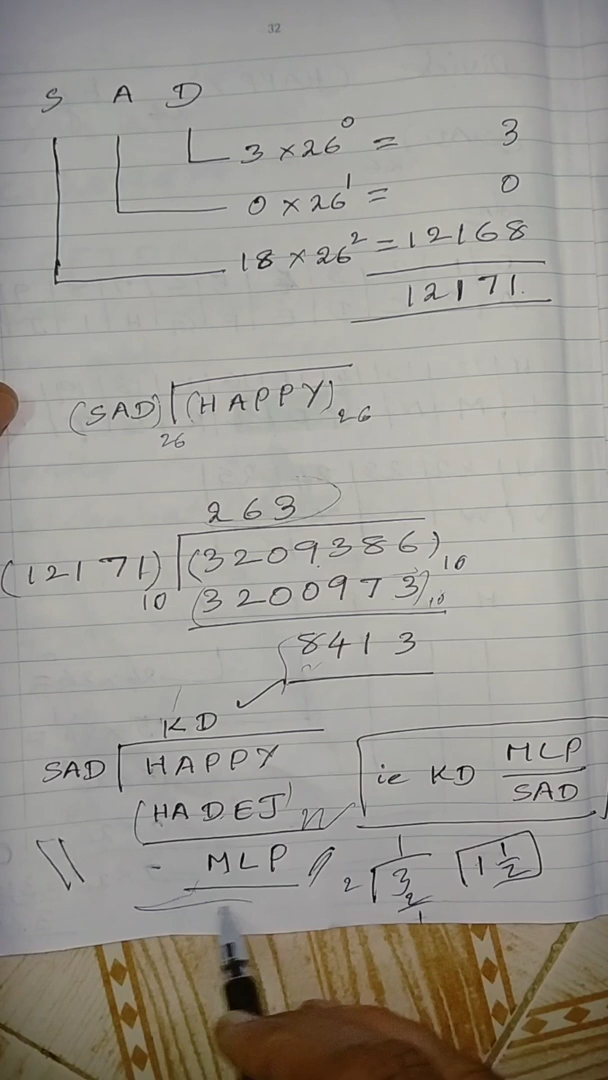 32
S A D
3 × 26⁰ = 3
0 × 26¹ = 0
18 × 26² = 12168
12171.
(SAD)₂₆ (HAPPY)₂₆
263
(12171)₁₀ (3209386)₁₀
(3200973)₁₀
8413
KD
SAD HAPPY
(HADEJ)
- MLP
ie KD MLP/SAD
1
2 3
2
1
1 1/2